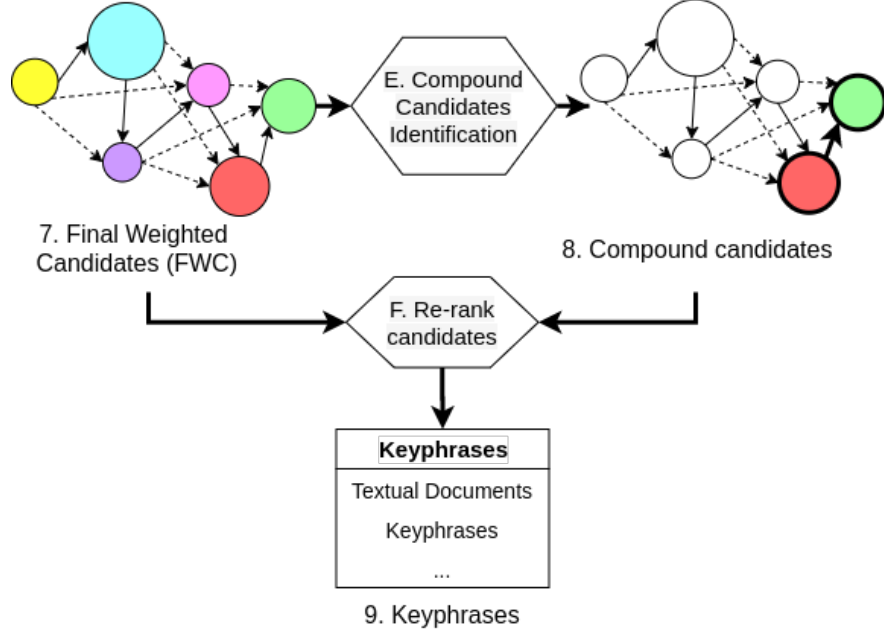 E. Compound
Candidates
Identification
7. Final Weighted
Candidates (FWC)
8. Compound candidates
F. Re-rank
candidates
Keyphrases
Textual Documents
Keyphrases
...
9. Keyphrases